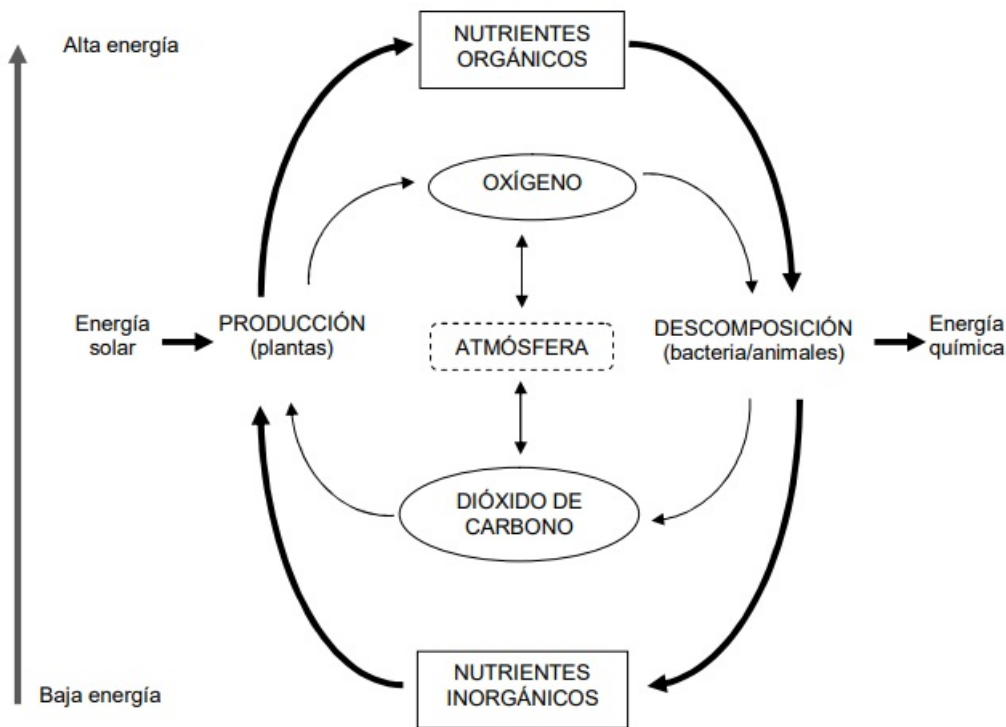 Alta energía
NUTRIENTES
ORGÁNICOS
OXÍGENO
Energía
solar
PRODUCCIÓN
(plantas)
ATMÓSFERA
DESCOMPOSICIÓN
(bacteria/animales)
Energía
química
DIÓXIDO DE
CARBONO
Baja energía
NUTRIENTES
INORGÁNICOS